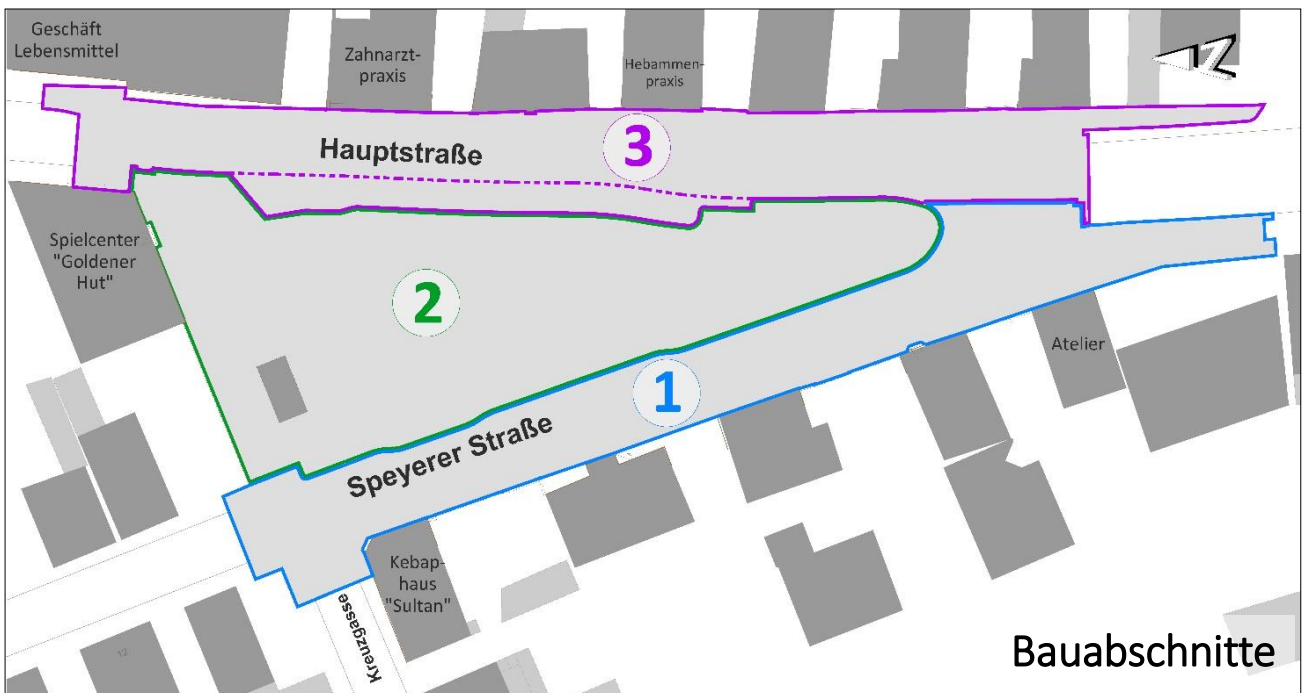 Geschäft
Lebensmittel
Zahnarzt-
praxis
Hebammen-
praxis
N
Hauptstraße
3
Spielcenter
"Goldener
Hut"
2
1
Atelier
Speyerer Straße
Kebap-
haus
"Sultan"
Kreuzgasse
12
Bauabschnitte